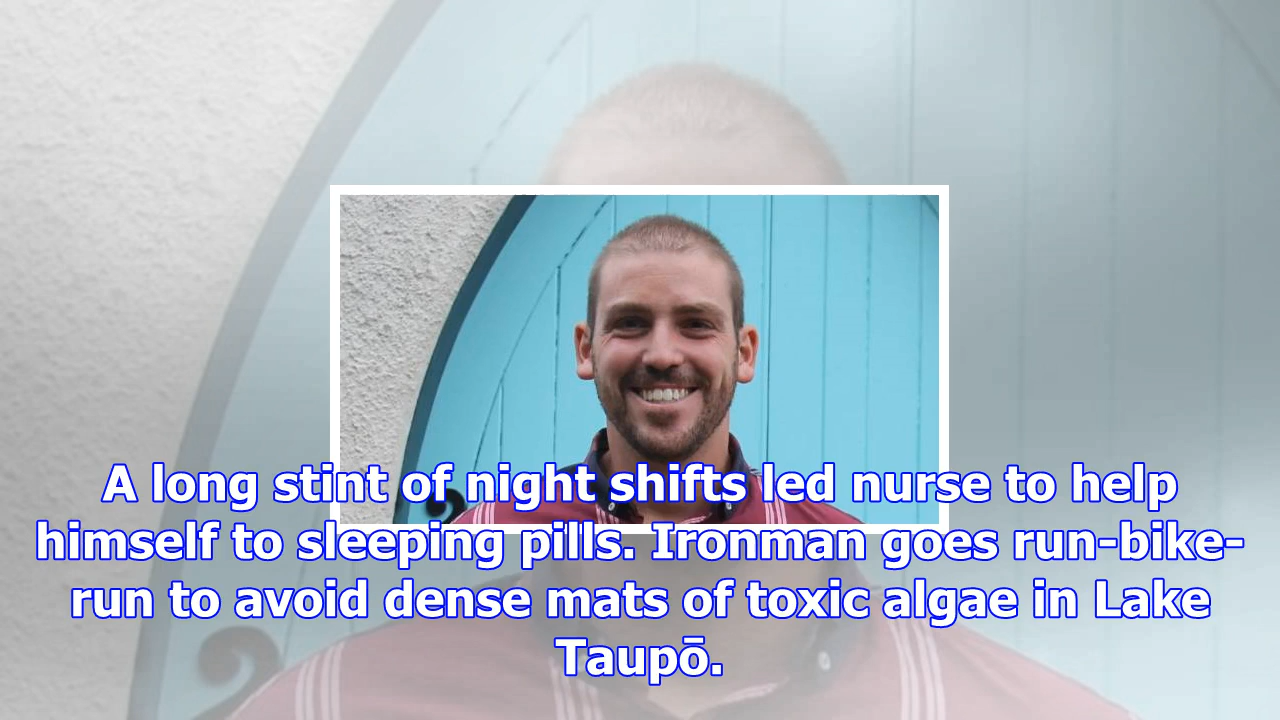 A long stint of night shifts led nurse to help
himself to sleeping pills. Ironman goes run-bike-
run to avoid dense mats of toxic algae in Lake
Taupō.